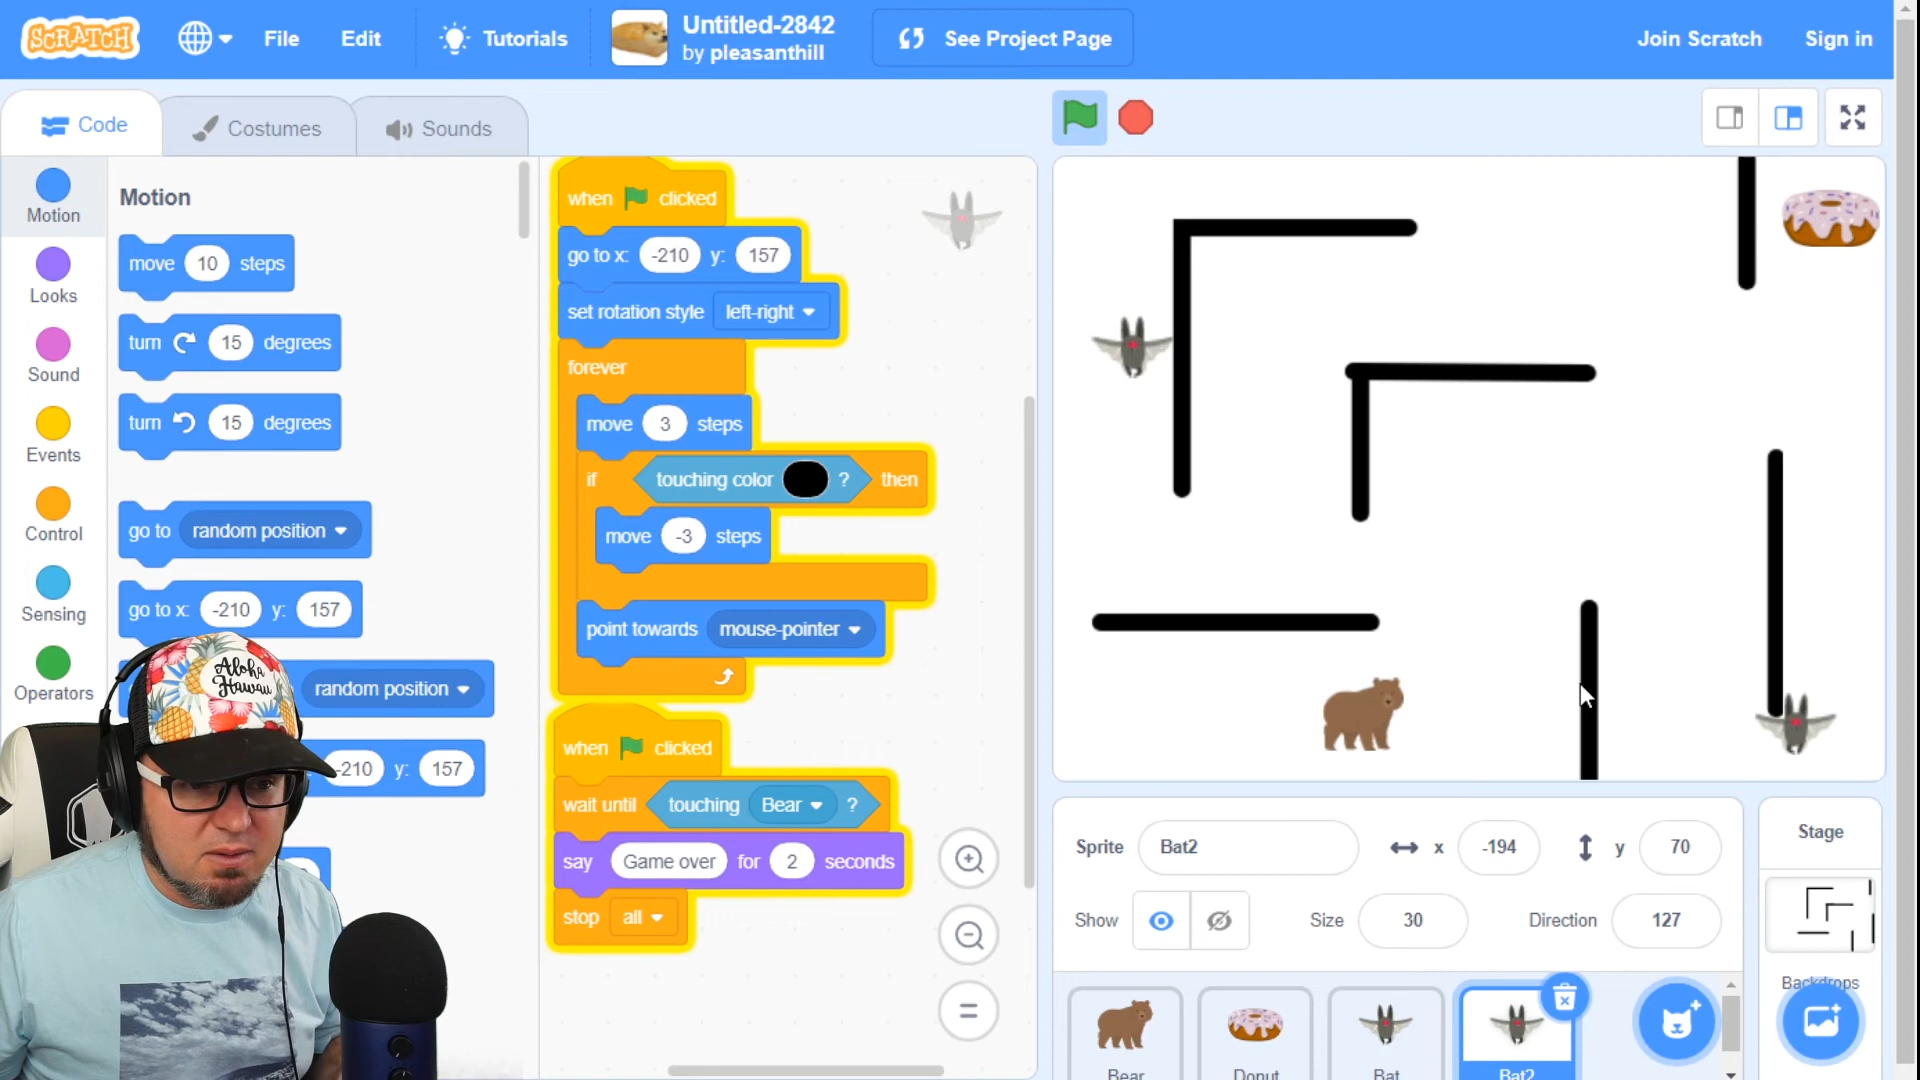 SCRATCH
File
Edit
Tutorials
Untitled-2842
by pleasanthill
See Project Page
Join Scratch
Sign in
Code
Costumes
Sounds
Motion
Looks
Sound
Events
Control
Sensing
Operators
Motion
move 10 steps
turn 15 degrees
turn 15 degrees
go to random position
go to x: -210 y: 157
random position
-210 y: 157
Aloha
Hawaii
when clicked
go to x: -210 y: 157
set rotation style left-right
forever
move 3 steps
if touching color ? then
move -3 steps
point towards mouse-pointer
when clicked
wait until touching Bear ?
say Game over for 2 seconds
stop all
Sprite Bat2 x -194 y 70
Show Size 30 Direction 127
Bear
Donut
Bat
Bat2
Stage
Backdrops